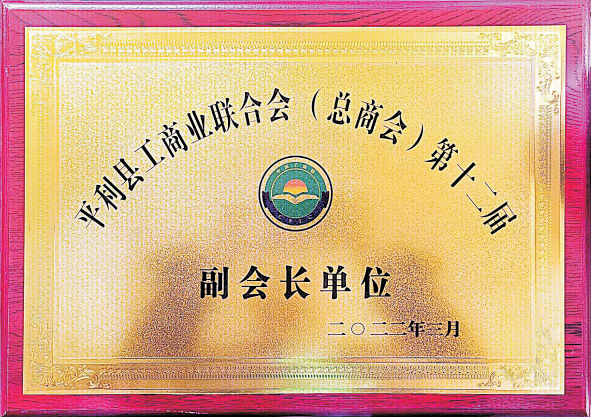 平利县工商业联合会（总商会）第十二届
副会长单位
二〇二二年三月